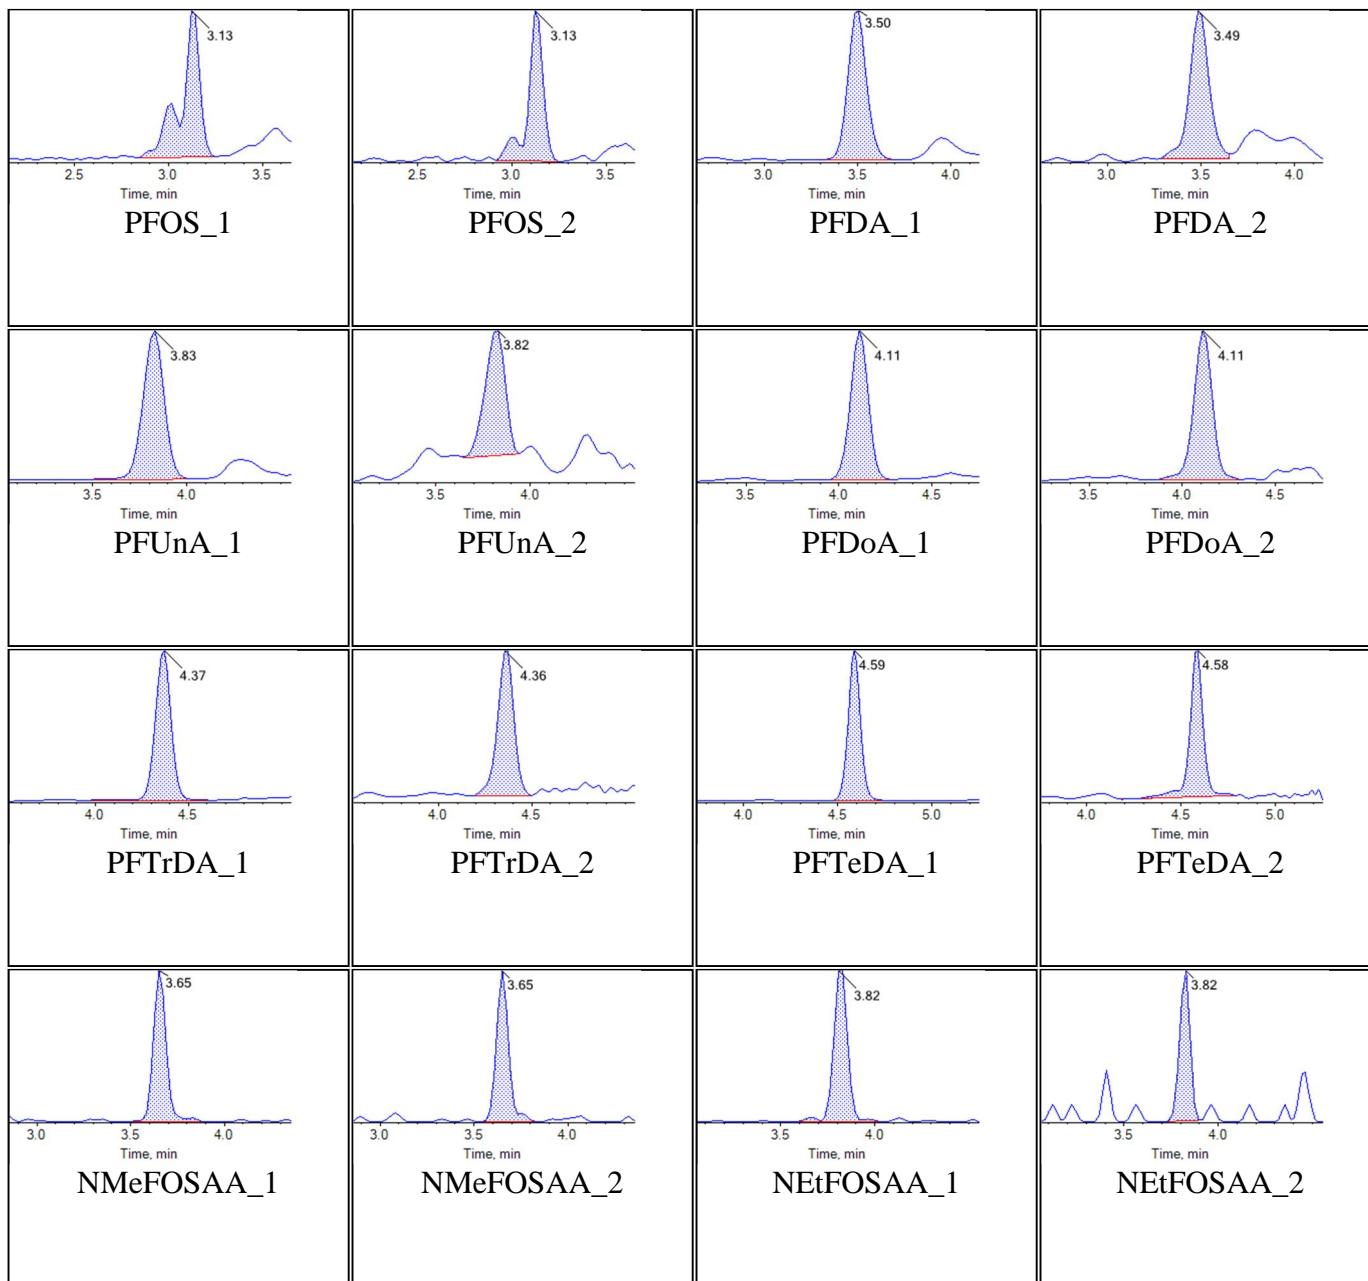 3.13
2.5 3.0 3.5
Time, min
PFOS_1
3.13
2.5 3.0 3.5
Time, min
PFOS_2
3.50
3.0 3.5 4.0
Time, min
PFDA_1
3.49
3.0 3.5 4.0
Time, min
PFDA_2
3.83
3.5 4.0
Time, min
PFUnA_1
3.82
3.5 4.0
Time, min
PFUnA_2
4.11
3.5 4.0 4.5
Time, min
PFDoA_1
4.11
3.5 4.0 4.5
Time, min
PFDoA_2
4.37
4.0 4.5
Time, min
PFTrDA_1
4.36
4.0 4.5
Time, min
PFTrDA_2
4.59
4.0 4.5 5.0
Time, min
PFTeDA_1
4.58
4.0 4.5 5.0
Time, min
PFTeDA_2
3.65
3.0 3.5 4.0
Time, min
NMeFOSAA_1
3.65
3.0 3.5 4.0
Time, min
NMeFOSAA_2
3.82
3.5 4.0
Time, min
NEtFOSAA_1
3.82
3.5 4.0
Time, min
NEtFOSAA_2